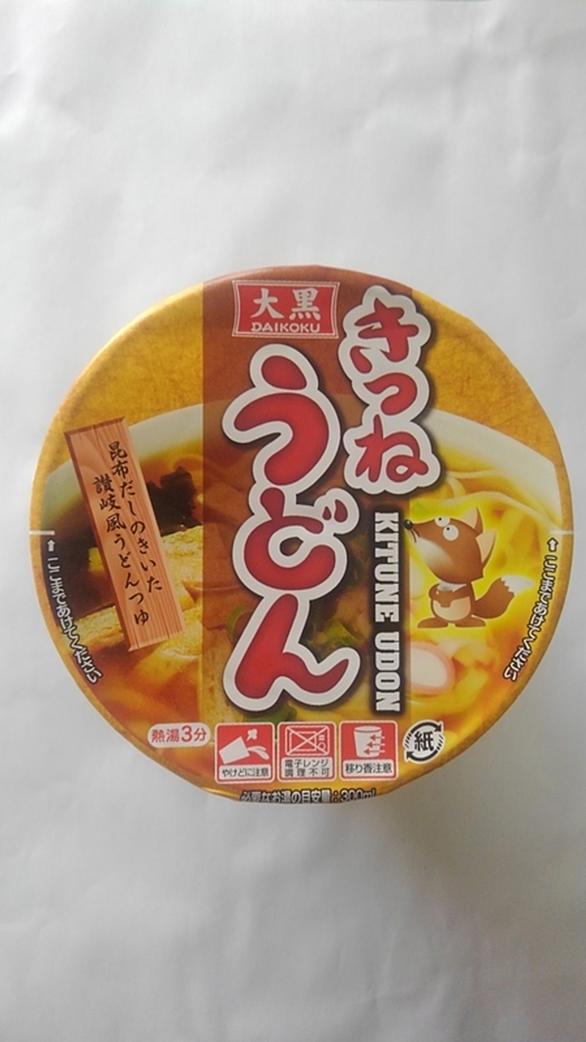 大黒
DAIKOKU
きつね
うどん
KITUNE UDON
昆布だしのきいた
讃岐風うどんつゆ
ここまであけてください
ここまであけてください
熱湯3分
やけどに注意
電子レンジ
調理不可
移り香注意
紙
必要なお湯の目安量:300ml